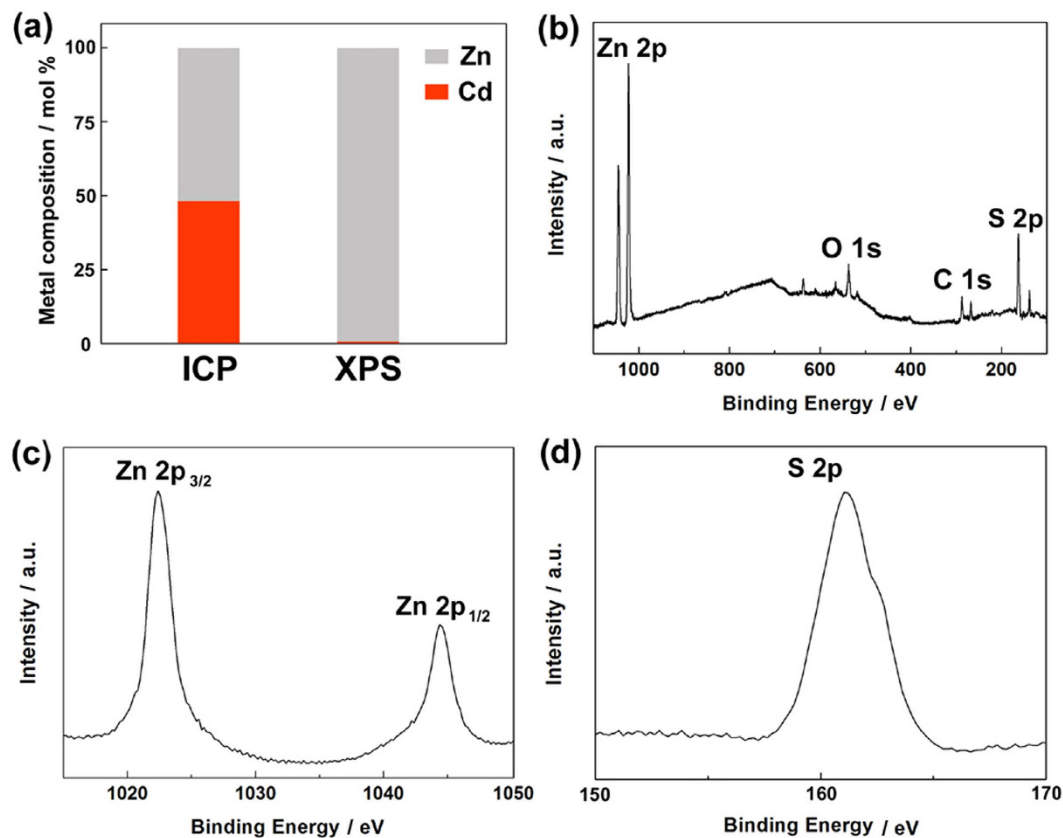 (a)
Metal composition / mol %
100
75
50
25
0
Zn
Cd
ICP XPS
(b)
Intensity / a.u.
Zn 2p
O 1s
C 1s
S 2p
1000 800 600 400 200
Binding Energy / eV
(c)
Intensity / a.u.
Zn 2p3/2
Zn 2p1/2
1020 1030 1040 1050
Binding Energy / eV
(d)
Intensity / a.u.
S 2p
150 160 170
Binding Energy / eV